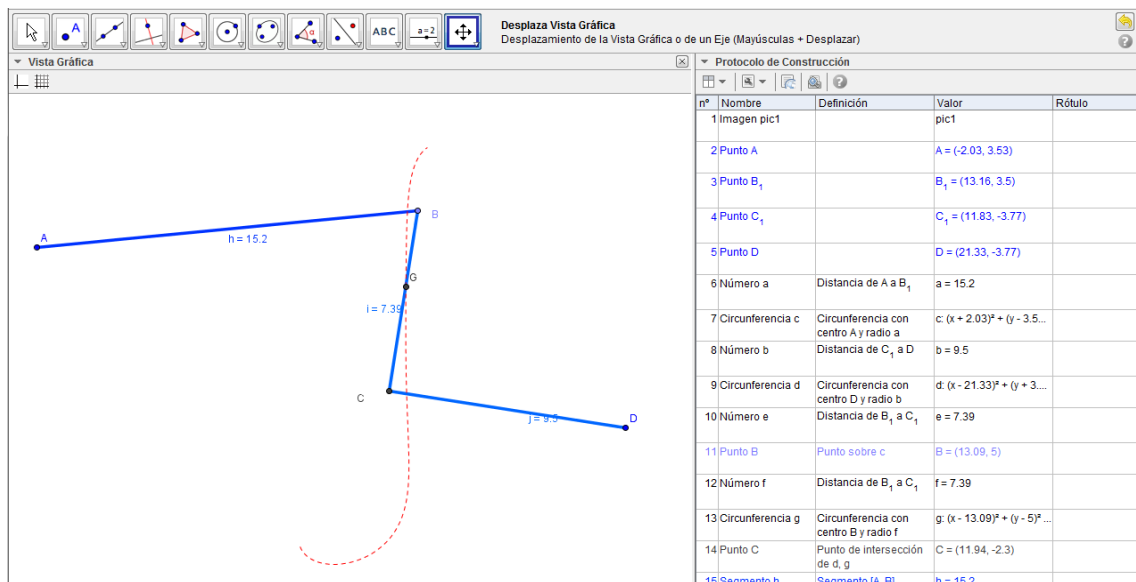 ABC
a=2
A
Desplaza Vista Gráfica
Desplazamiento de la Vista Gráfica o de un Eje (Mayúsculas + Desplazar)
Vista Gráfica
A
B
h = 15.2
G
i = 7.39
C
j = 9.5
D
Protocolo de Construcción
nº Nombre Definición Valor Rótulo
1 Imagen pic1 pic1
2 Punto A A = (-2.03, 3.53)
3 Punto B₁ B₁ = (13.16, 3.5)
4 Punto C₁ C₁ = (11.83, -3.77)
5 Punto D D = (21.33, -3.77)
6 Número a Distancia de A a B₁ a = 15.2
7 Circunferencia c Circunferencia con c: (x + 2.03)² + (y - 3.5...
centro A y radio a
8 Número b Distancia de C₁ a D b = 9.5
9 Circunferencia d Circunferencia con d: (x - 21.33)² + (y + 3....
centro D y radio b
10 Número e Distancia de B₁ a C₁ e = 7.39
11 Punto B Punto sobre c B = (13.09, 5)
12 Número f Distancia de B₁ a C₁ f = 7.39
13 Circunferencia g Circunferencia con g: (x - 13.09)² + (y - 5)² ...
centro B y radio f
14 Punto C Punto de intersección C = (11.94, -2.3)
de d, g
15 Segmento h Segmento [A, B] h = 15.2